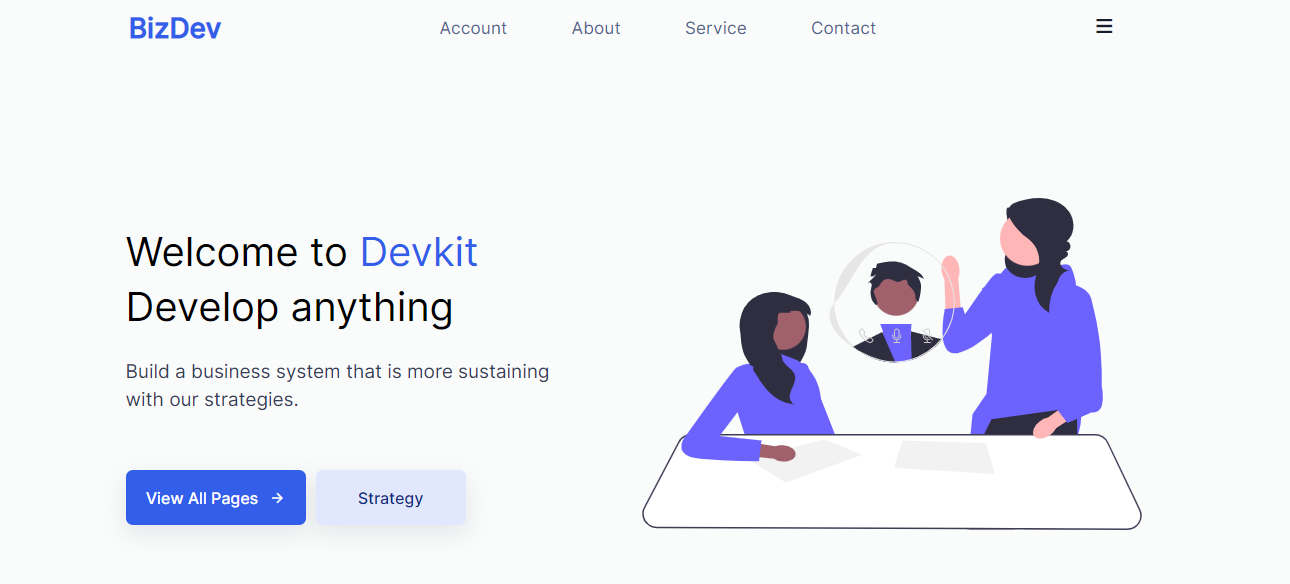 BizDev
Account
About
Service
Contact
Welcome to Devkit
Develop anything
Build a business system that is more sustaining
with our strategies.
View All Pages →
Strategy